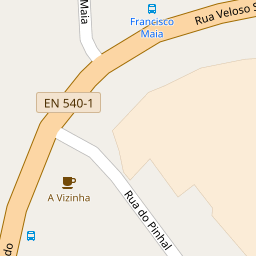 Maia
Francisco
Maia
Rua Veloso S
EN 540-1
A Vizinha
Rua do Pinhal
do